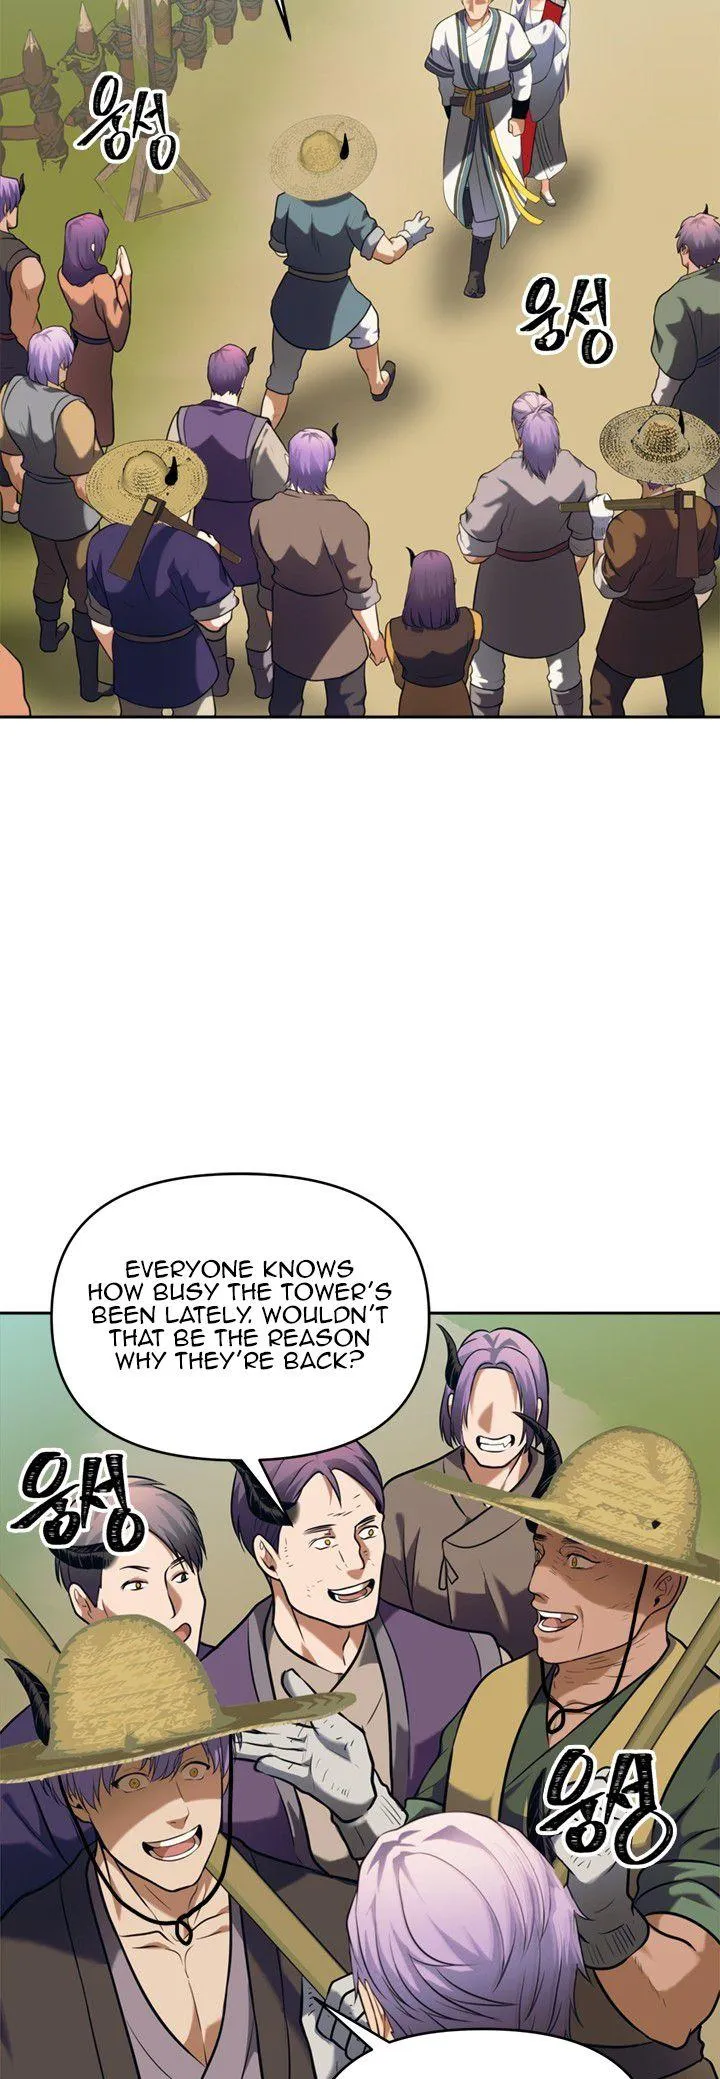 웅성
웅성
EVERYONE KNOWS
HOW BUSY THE TOWER'S
BEEN LATELY. WOULDN'T
THAT BE THE REASON
WHY THEY'RE BACK?
웅성
웅성